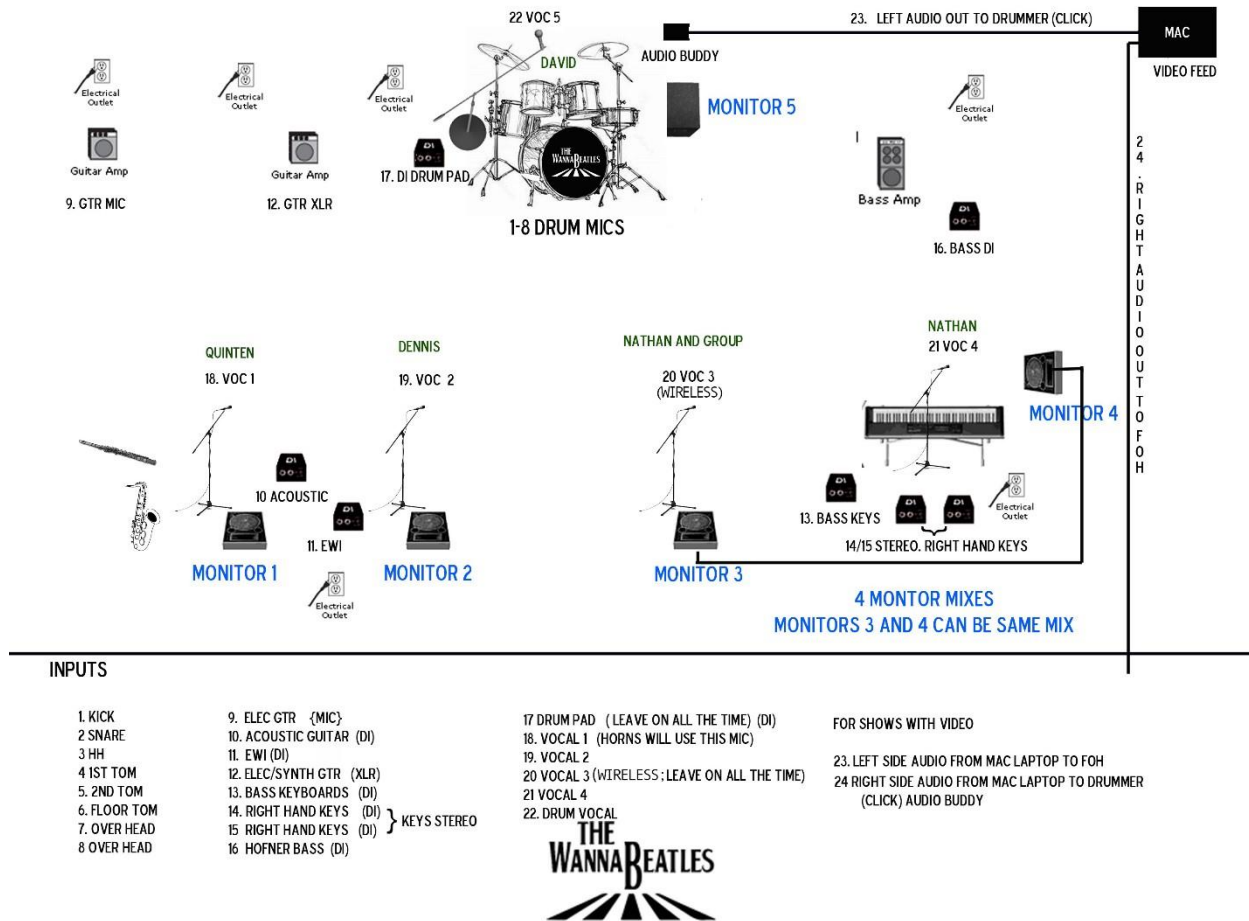 22 VOC 5
23. LEFT AUDIO OUT TO DRUMMER (CLICK)
MAC
VIDEO FEED
AUDIO BUDDY
DAVID
MONITOR 5
Electrical
Outlet
Electrical
Outlet
Electrical
Outlet
Electrical
Outlet
Guitar Amp
9. GTR MIC
Guitar Amp
12. GTR XLR
DI
17. DI DRUM PAD
THE
WANNABEATLES
1-8 DRUM MICS
Bass Amp
DI
16. BASS DI
24. RIGHT AUDIO OUT TO FOH
QUINTEN
18. VOC 1
DENNIS
19. VOC 2
NATHAN AND GROUP
20 VOC 3
(WIRELESS)
NATHAN
21 VOC 4
MONITOR 4
DI
10 ACOUSTIC
DI
11. EWI
MONITOR 1
MONITOR 2
MONITOR 3
DI
13. BASS KEYS
DI
DI
14/15 STEREO. RIGHT HAND KEYS
Electrical
Outlet
Electrical
Outlet
4 MONTOR MIXES
MONITORS 3 AND 4 CAN BE SAME MIX
INPUTS
1. KICK
2 SNARE
3 HH
4 1ST TOM
5. 2ND TOM
6. FLOOR TOM
7. OVER HEAD
8 OVER HEAD
9. ELEC GTR {MIC}
10. ACOUSTIC GUITAR (DI)
11. EWI (DI)
12. ELEC/SYNTH GTR (XLR)
13. BASS KEYBOARDS (DI)
14. RIGHT HAND KEYS (DI)
15 RIGHT HAND KEYS (DI)
} KEYS STEREO
16 HOFNER BASS (DI)
17 DRUM PAD ( LEAVE ON ALL THE TIME) (DI)
18. VOCAL 1 (HORNS WILL USE THIS MIC)
19. VOCAL 2
20 VOCAL 3 (WIRELESS; LEAVE ON ALL THE TIME)
21 VOCAL 4
22. DRUM VOCAL
FOR SHOWS WITH VIDEO
23. LEFT SIDE AUDIO FROM MAC LAPTOP TO FOH
24 RIGHT SIDE AUDIO FROM MAC LAPTOP TO DRUMMER
(CLICK) AUDIO BUDDY
THE
WANNABEATLES